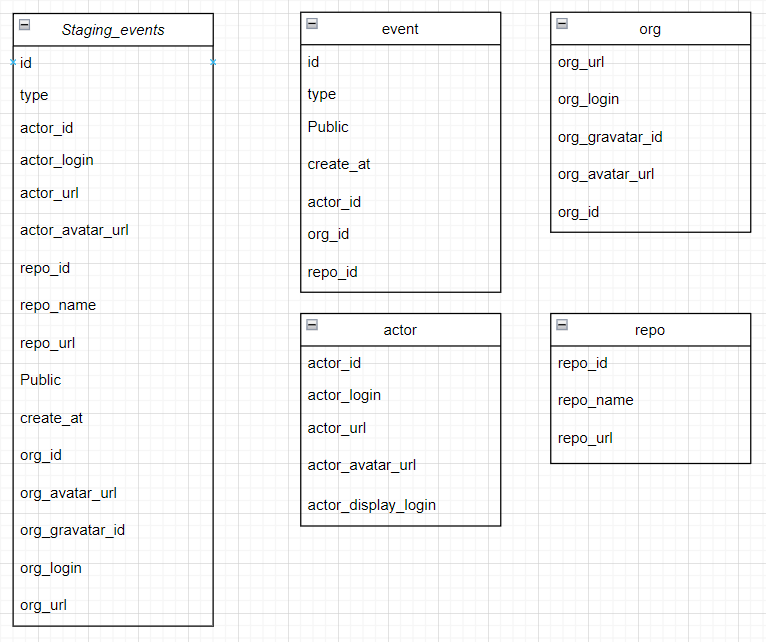 Staging_events
id
type
actor_id
actor_login
actor_url
actor_avatar_url
repo_id
repo_name
repo_url
Public
create_at
org_id
org_avatar_url
org_gravatar_id
org_login
org_url
event
id
type
Public
create_at
actor_id
org_id
repo_id
org
org_url
org_login
org_gravatar_id
org_avatar_url
org_id
actor
actor_id
actor_login
actor_url
actor_avatar_url
actor_display_login
repo
repo_id
repo_name
repo_url